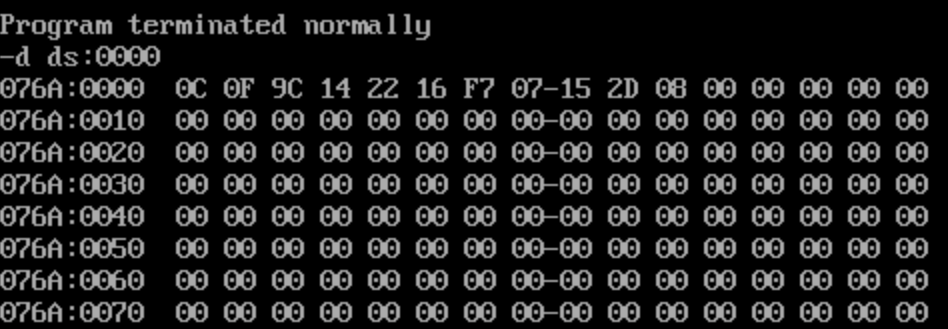 Program terminated normally
-d ds:0000
076A:0000  0C 0F 9C 14 22 16 F7 07-15 2D 08 00 00 00 00 00
076A:0010  00 00 00 00 00 00 00 00-00 00 00 00 00 00 00 00
076A:0020  00 00 00 00 00 00 00 00-00 00 00 00 00 00 00 00
076A:0030  00 00 00 00 00 00 00 00-00 00 00 00 00 00 00 00
076A:0040  00 00 00 00 00 00 00 00-00 00 00 00 00 00 00 00
076A:0050  00 00 00 00 00 00 00 00-00 00 00 00 00 00 00 00
076A:0060  00 00 00 00 00 00 00 00-00 00 00 00 00 00 00 00
076A:0070  00 00 00 00 00 00 00 00-00 00 00 00 00 00 00 00